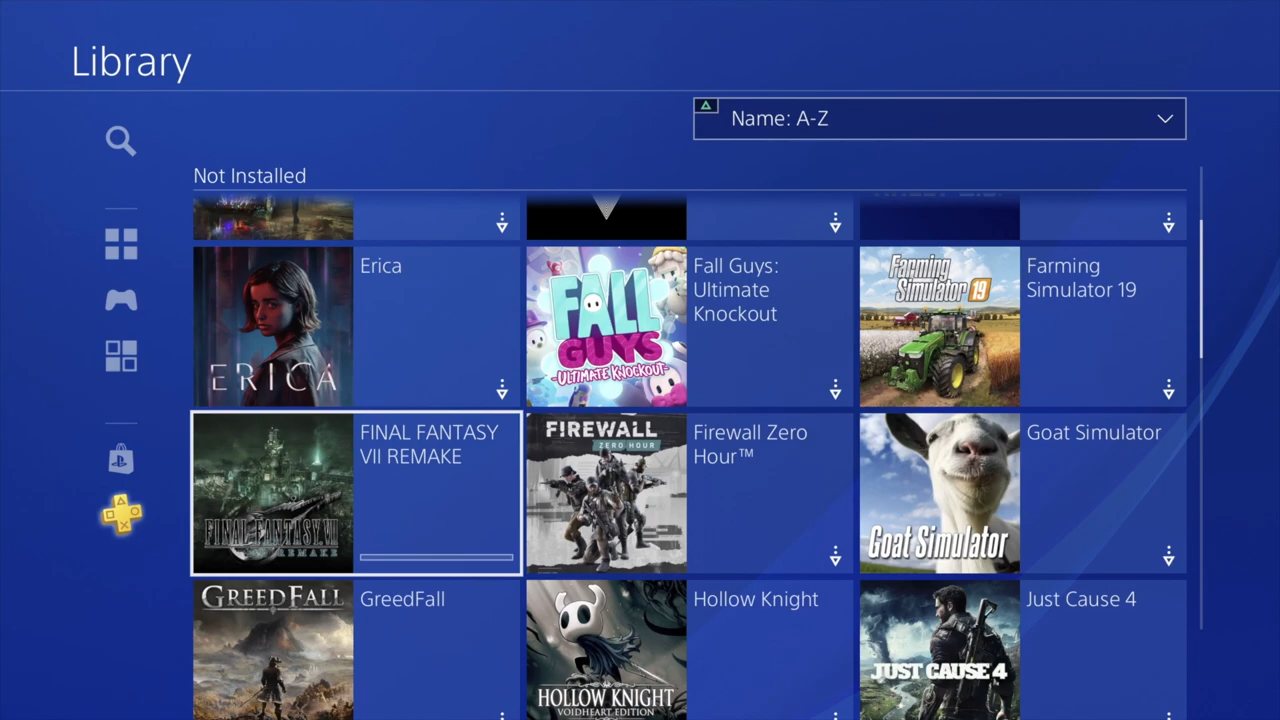 Library
Name: A-Z
Not Installed
ERICA
Erica
FALL
GUYS
-ULTIMATE KNOCKOUT-
Fall Guys:
Ultimate
Knockout
Farming
Simulator 19
Farming
Simulator 19
FINAL FANTASY VII
REMAKE
FINAL FANTASY
VII REMAKE
FIREWALL
ZERO HOUR
Firewall Zero
Hour™
Goat Simulator
Goat Simulator
GREEDFALL
GreedFall
HOLLOW KNIGHT
VOIDHEART EDITION
Hollow Knight
JUST CAUSE 4
Just Cause 4